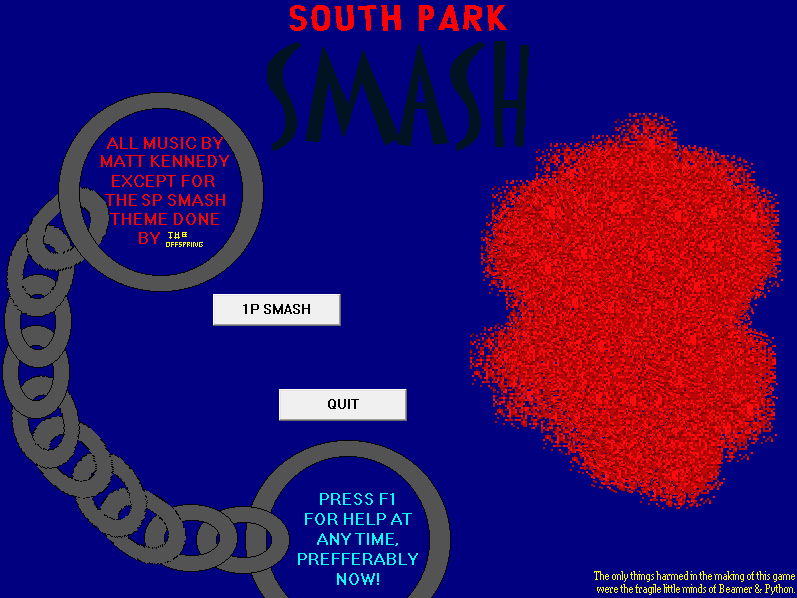 SOUTH PARK
SMASH
ALL MUSIC BY
MATT KENNEDY
EXCEPT FOR
THE SP SMASH
THEME DONE
BY THE
OFFSPRING
1P SMASH
QUIT
PRESS F1
FOR HELP AT
ANY TIME,
PREFFERABLY
NOW!
The only things harmed in the making of this game
were the fragile little minds of Beamer & Python.